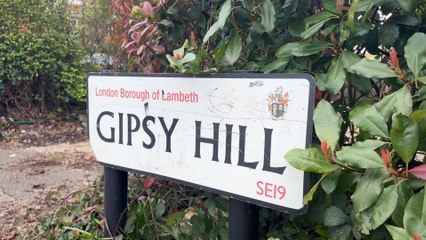 London Borough of Lambeth
GIPSY HILL
SE19